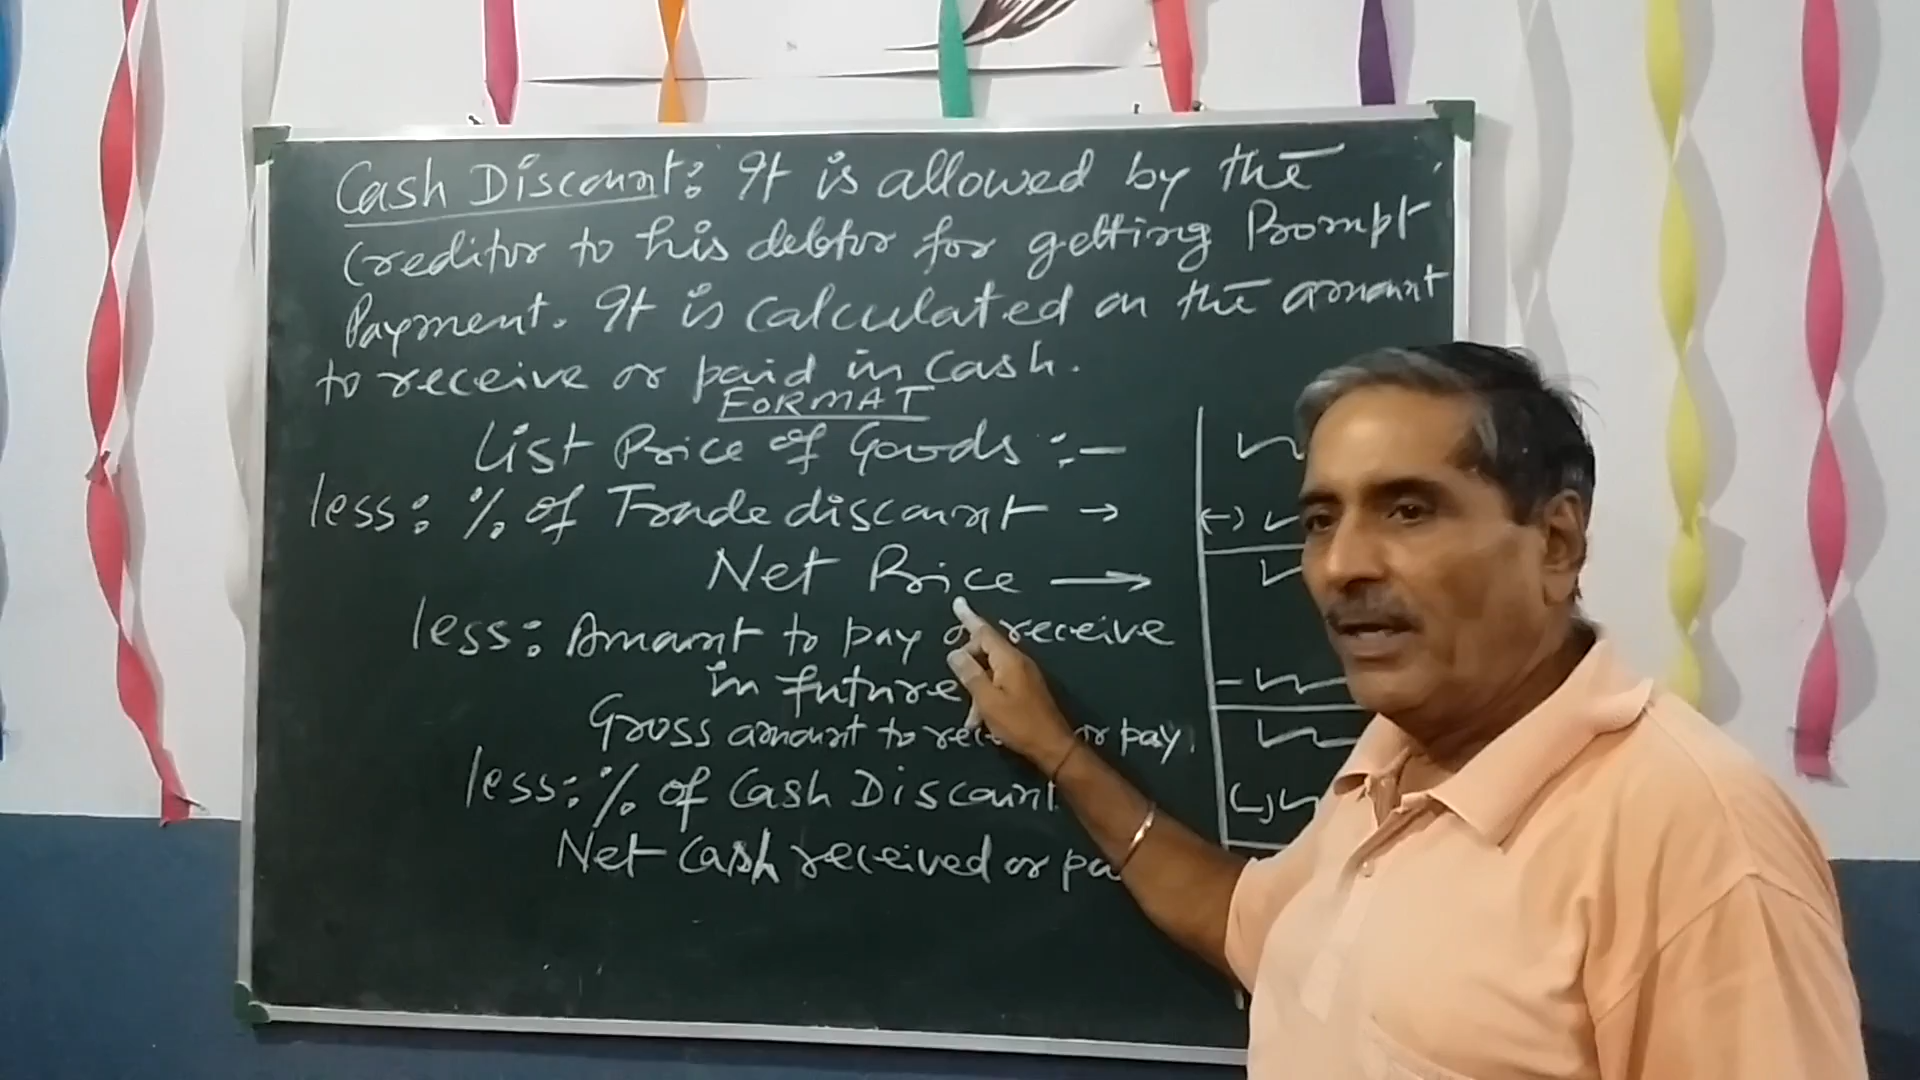 Cash Discount: It is allowed by the
Creditor to his debtor for getting Prompt
Payment. It is calculated on the amount
to receive or paid in cash.
FORMAT
List Price of Goods :-
less: % of Trade discount →
Net Price →
less: Amount to pay or receive
in future
Gross amount to or pay.
less: % of Cash Discount
Net Cash received or